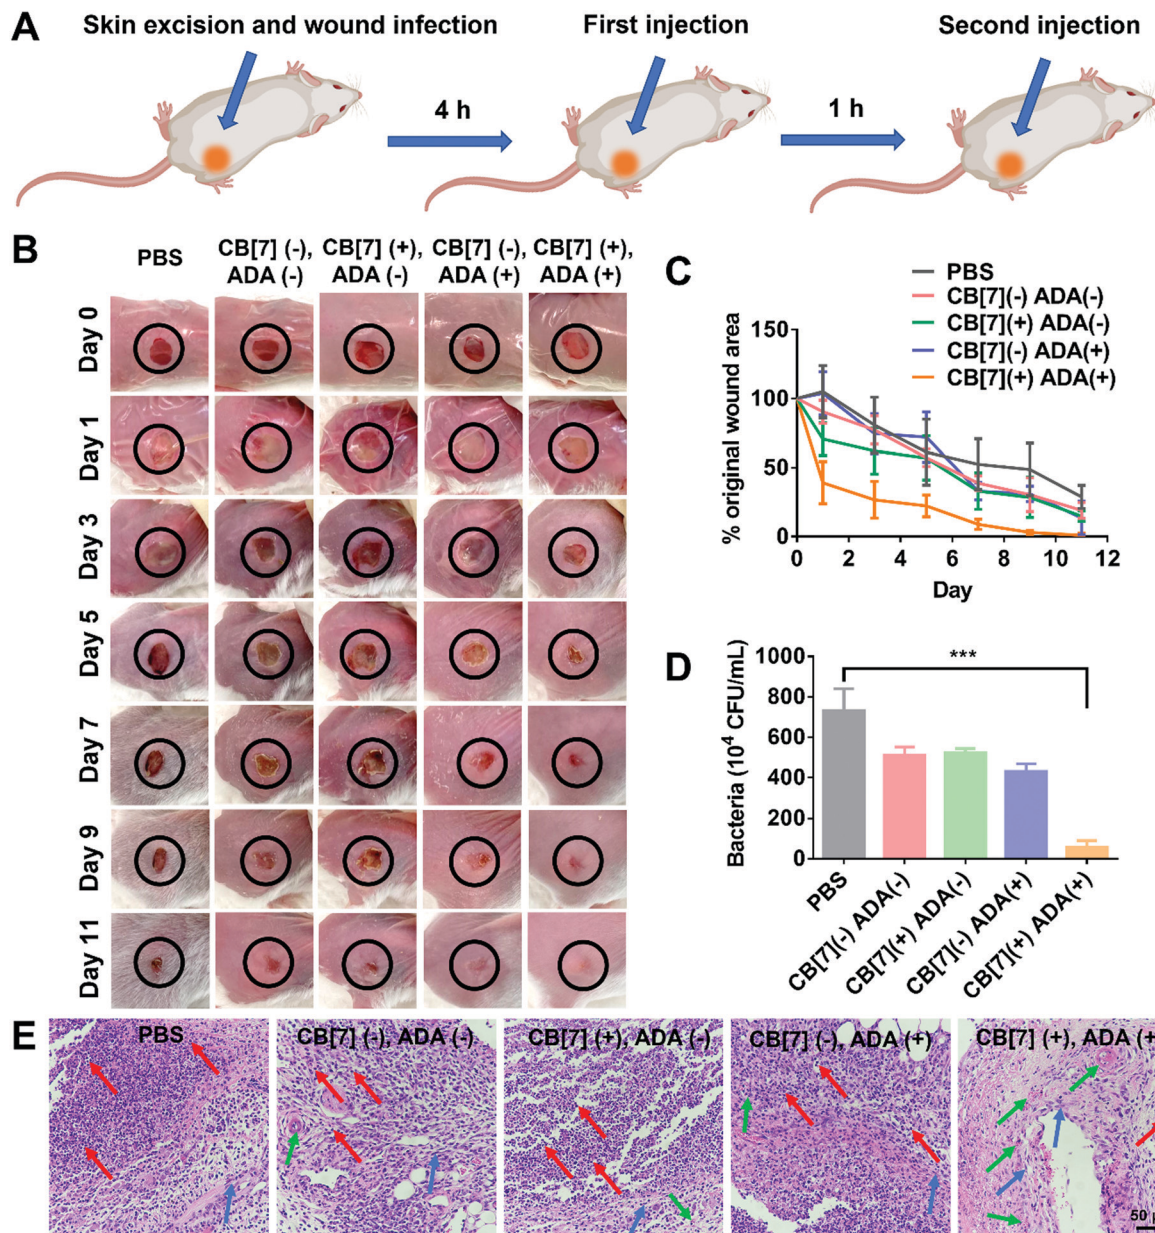 A
Skin excision and wound infection
First injection
Second injection
4 h
1 h
B
PBS
CB[7] (-),
ADA (-)
CB[7] (+),
ADA (-)
CB[7] (-),
ADA (+)
CB[7] (+),
ADA (+)
Day 0
Day 1
Day 3
Day 5
Day 7
Day 9
Day 11
C
PBS
CB[7](-) ADA(-)
CB[7](+) ADA(-)
CB[7](-) ADA(+)
CB[7](+) ADA(+)
% original wound area
150
100
50
0
0 2 4 6 8 10 12
Day
D
***
Bacteria (10⁴ CFU/mL)
1000
800
600
400
200
0
PBS
CB[7](-) ADA(-)
CB[7](+) ADA(-)
CB[7](-) ADA(+)
CB[7](+) ADA(+)
E
PBS
CB[7] (-), ADA (-)
CB[7] (+), ADA (-)
CB[7] (-), ADA (+)
CB[7] (+), ADA (+
50 µ